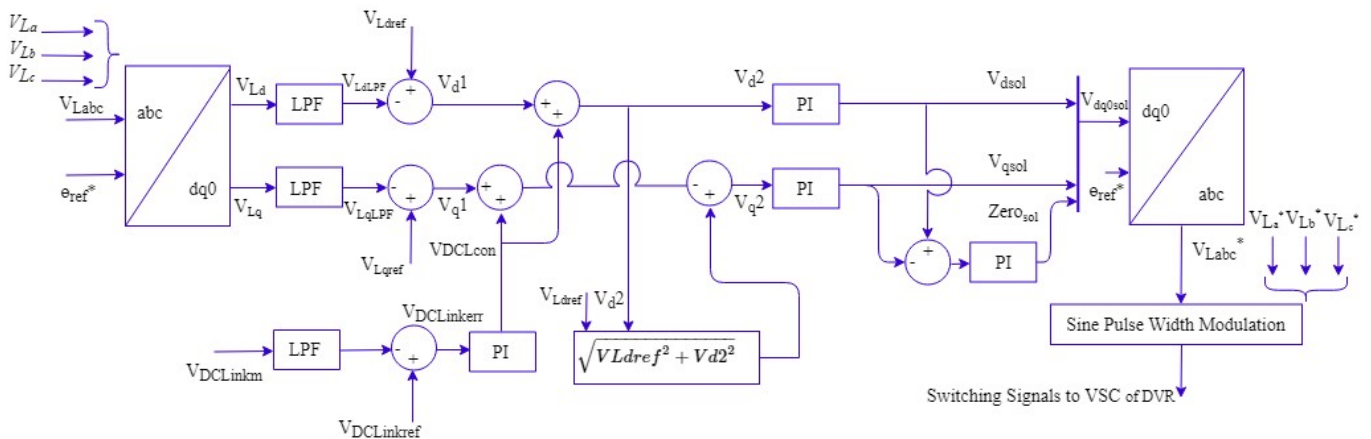 VLa
VLb
VLc
VLabc
abc
dq0
ɵref*
VLd
LPF
VLdLPF
VLdref
+
-
Vd1
+
+
Vd2
PI
Vdsol
Vdq0sol
dq0
abc
ɵref*
VLq
LPF
VLqLPF
-
+
VLqref
Vq1
+
+
-
+
Vq2
PI
Vqsol
Zerosol
+
-
PI
VDCLcon
VDCLinkerr
VDCLinkm
LPF
-
+
VDCLinkref
PI
VLdref
Vd2
√VLdref² + Vd2²
VLabc*
VLa* VLb* VLc*
Sine Pulse Width Modulation
Switching Signals to VSC of DVR